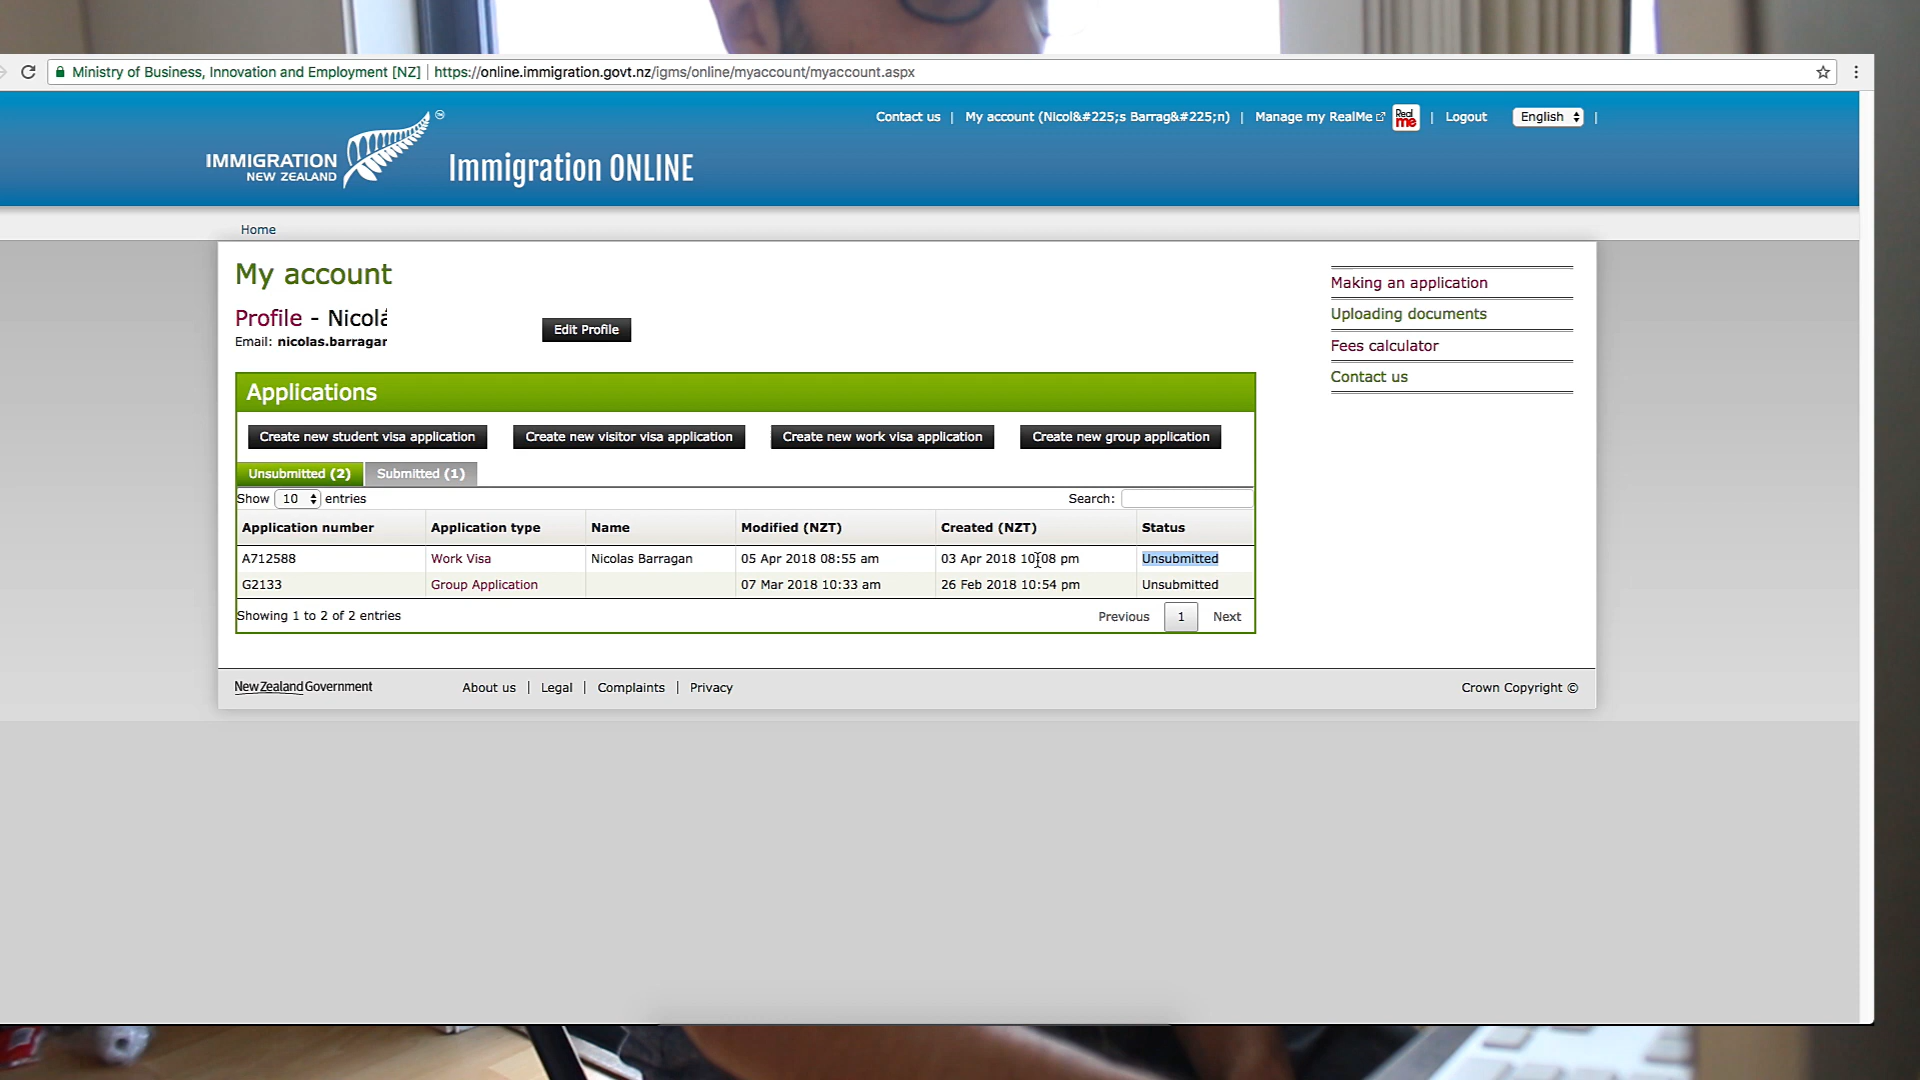 Ministry of Business, Innovation and Employment [NZ] https://online.immigration.govt.nz/igms/online/myaccount/myaccount.aspx
Contact us | My account (Nicol&#225;s Barrag&#225;n) | Manage my RealMe Real me | Logout English |
IMMIGRATION
NEW ZEALAND
Immigration ONLINE
Home
My account
Profile - Nicolá
Email: nicolas.barragan
Edit Profile
Making an application
Uploading documents
Fees calculator
Contact us
Applications
Create new student visa application Create new visitor visa application Create new work visa application Create new group application
Unsubmitted (2) Submitted (1)
Show 10 entries Search:
Application number Application type Name Modified (NZT) Created (NZT) Status
A712588 Work Visa Nicolas Barragan 05 Apr 2018 08:55 am 03 Apr 2018 10:08 pm Unsubmitted
G2133 Group Application 07 Mar 2018 10:33 am 26 Feb 2018 10:54 pm Unsubmitted
Showing 1 to 2 of 2 entries Previous 1 Next
NewZealandGovernment About us | Legal | Complaints | Privacy Crown Copyright ©